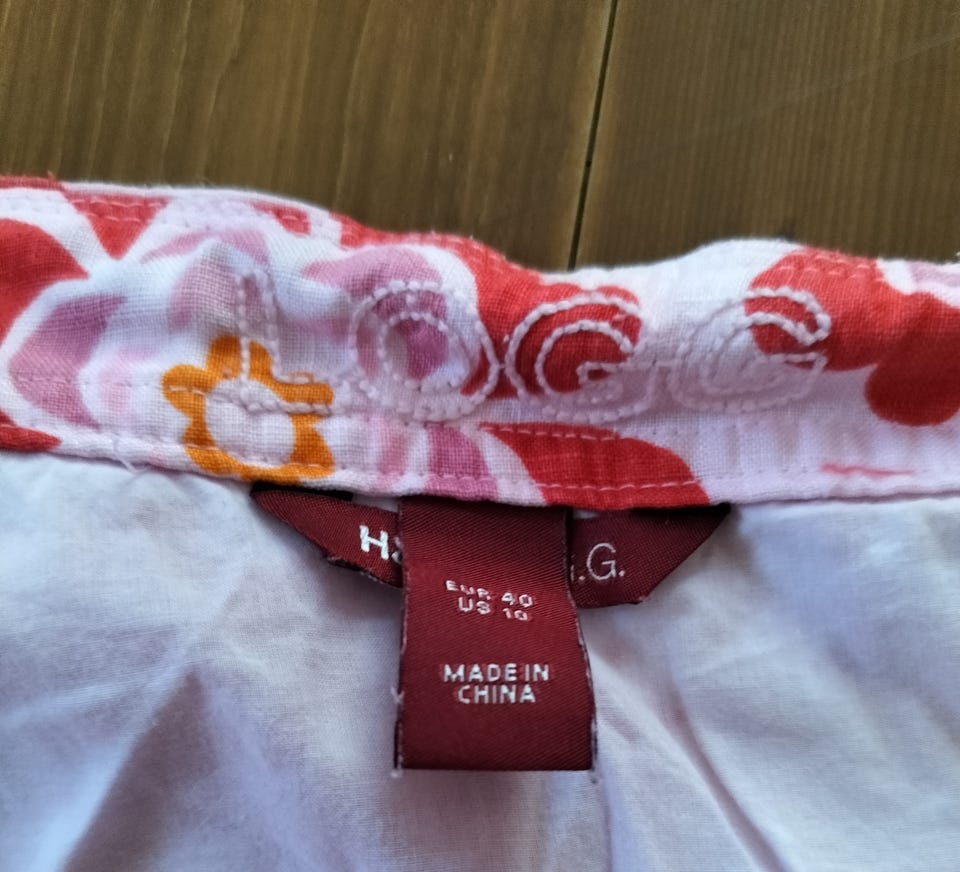 LOGG
H&
.G.
EUR 40
US 10
MADE IN
CHINA